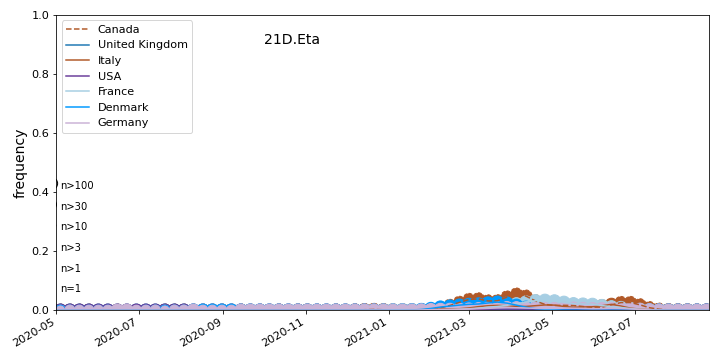 21D.Eta
Canada
United Kingdom
Italy
USA
France
Denmark
Germany
frequency
1.0
0.8
0.6
0.4
0.2
0.0
n>100
n>30
n>10
n>3
n>1
n=1
2020-05
2020-07
2020-09
2020-11
2021-01
2021-03
2021-05
2021-07